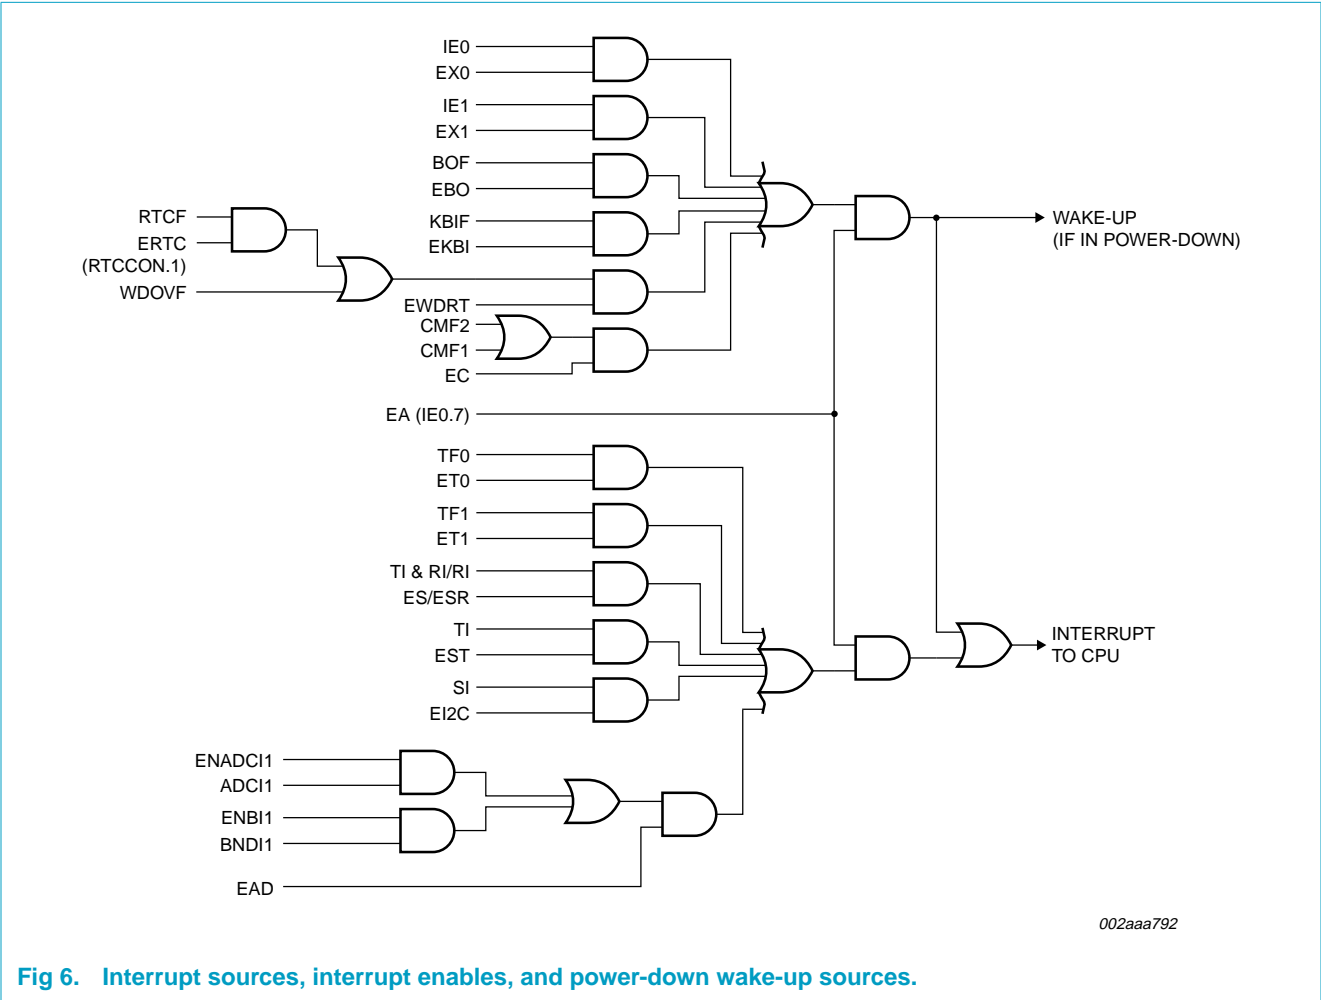 IE0
EX0
IE1
EX1
BOF
EBO
RTCF
KBIF
WAKE-UP
ERTC
EKBI
(IF IN POWER-DOWN)
(RTCCON.1)
WDOVF
EWDRT
CMF2
CMF1
EC
EA (IE0.7)
TF0
ET0
TF1
ET1
TI & RI/RI
ES/ESR
TI
INTERRUPT
EST
TO CPU
SI
EI2C
ENADCI1
ADCI1
ENBI1
BNDI1
EAD
002aaa792
Fig 6. Interrupt sources, interrupt enables, and power-down wake-up sources.